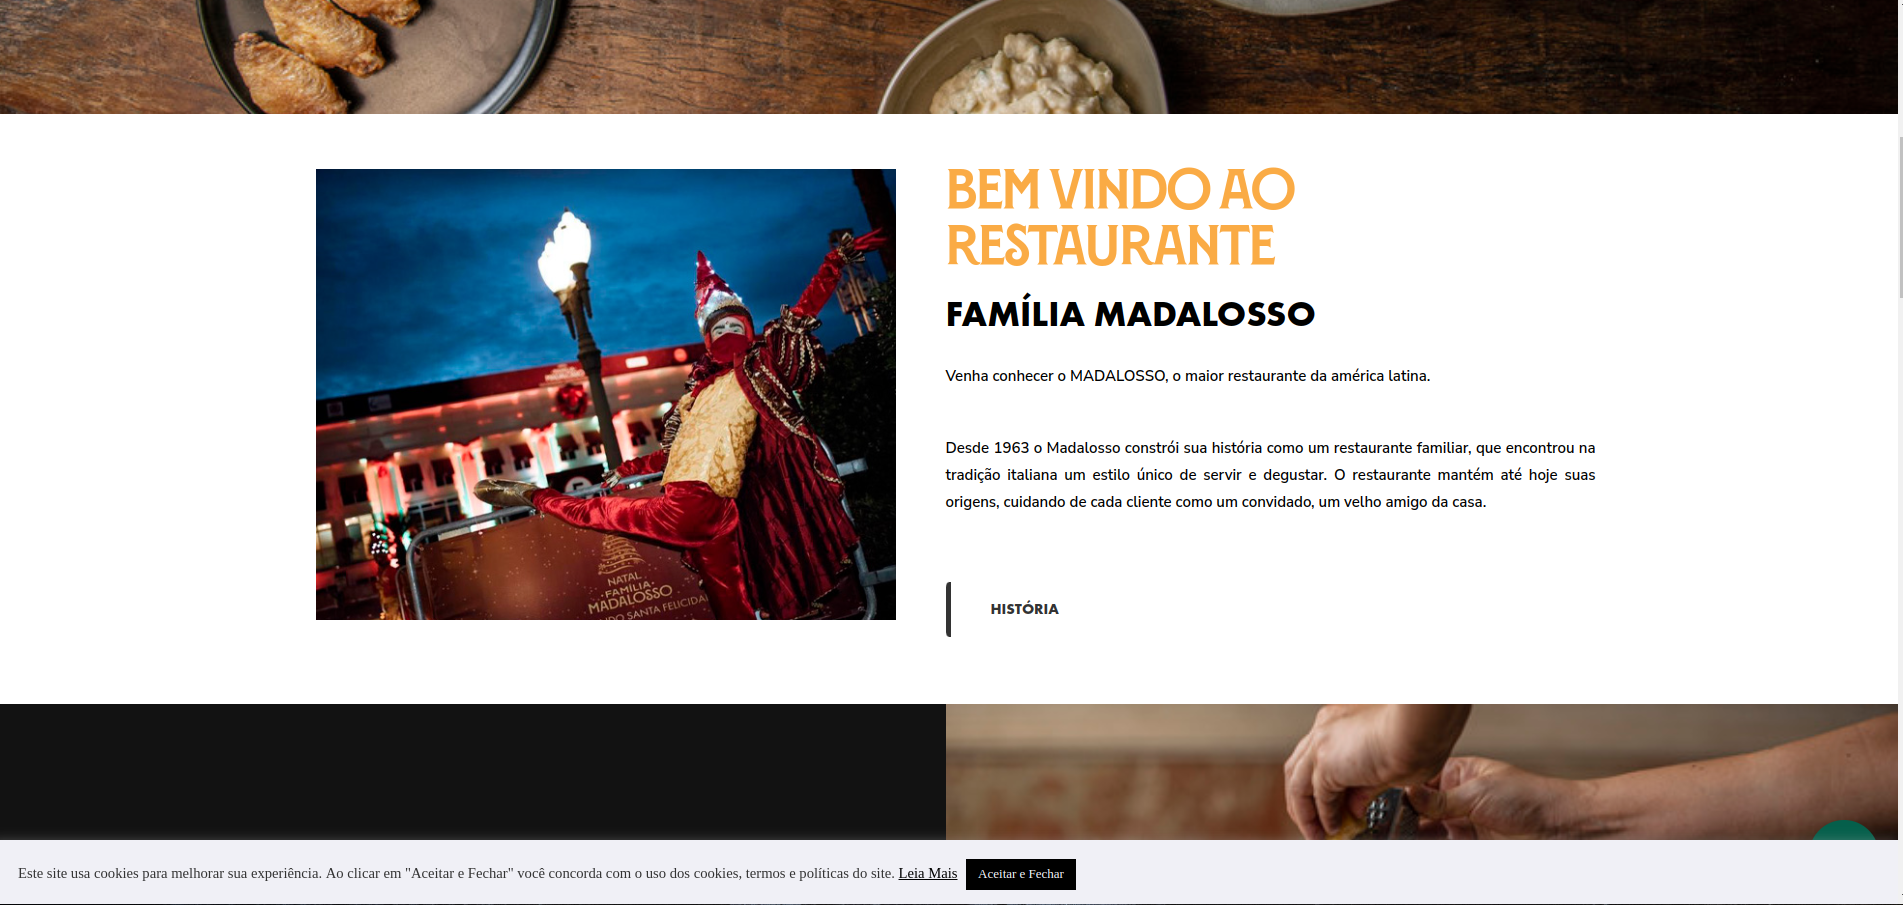 BEM VINDO AO
RESTAURANTE
FAMÍLIA MADALOSSO
Venha conhecer o MADALOSSO, o maior restaurante da américa latina.
Desde 1963 o Madalosso constrói sua história como um restaurante familiar, que encontrou na
tradição italiana um estilo único de servir e degustar. O restaurante mantém até hoje suas
origens, cuidando de cada cliente como um convidado, um velho amigo da casa.
HISTÓRIA
NATAL
FAMÍLIA
MADALOSSO
SANTA FELICIDA
Este site usa cookies para melhorar sua experiência. Ao clicar em "Aceitar e Fechar" você concorda com o uso dos cookies, termos e políticas do site. Leia Mais Aceitar e Fechar